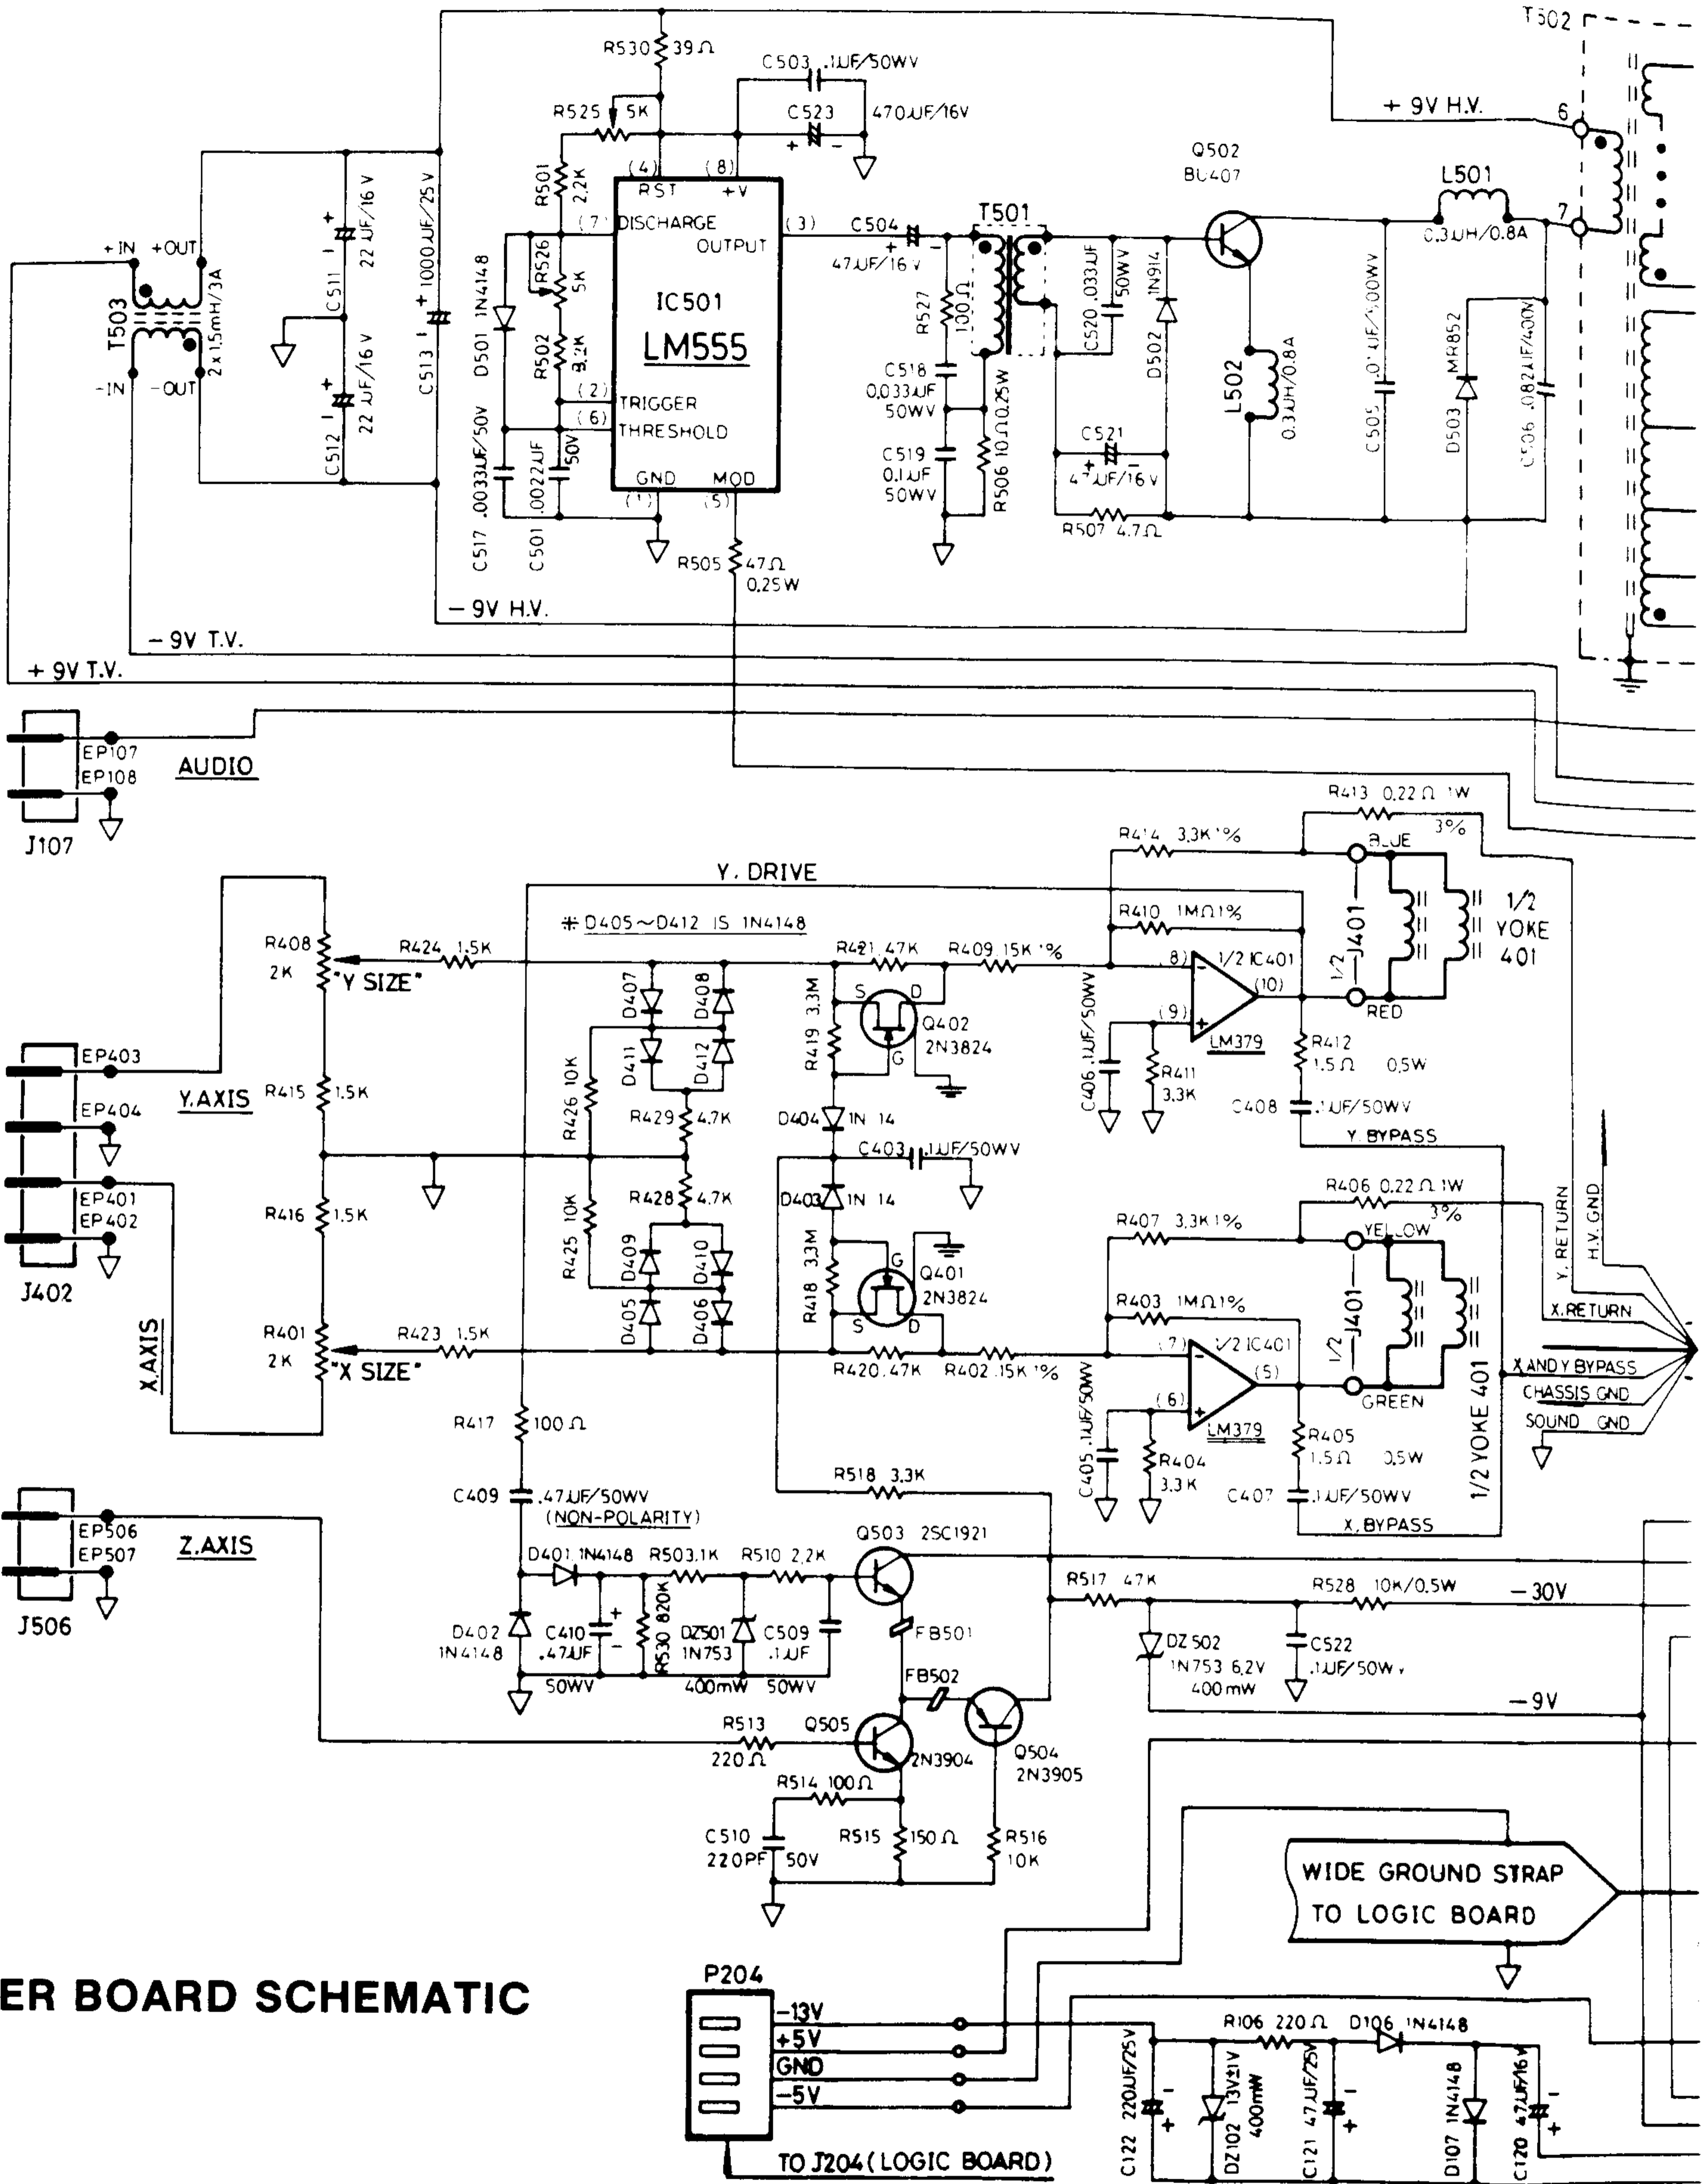 T502
R530 39Ω
C503 .1UF/50WV
R525 5K
C523 470UF/16V
+ -
+ 9V H.V.
6
7
Q502
BU407
L501
0.3UH/0.8A
R501
2.2K
(4) (8)
RST +V
(7) DISCHARGE
(3)
OUTPUT
IC501
LM555
(2)
TRIGGER
(6)
THRESHOLD
GND MOD
(1) (5)
C504
+ -
47UF/16V
T501
R527
100Ω
C518
0.033UF
50WV
C519
0.1UF
50WV
R506 10Ω 0.25W
C520 .033UF
50WV
D502 1N914
C521
+ -
R507 4.7Ω
L502
0.3UH/0.8A
C505
D503 MR852
C506 .082UF/400V
+IN +OUT
T503
2x1.5mH/3A
-IN -OUT
C511 22UF/16V
C512 22UF/16V
C513 1000UF/25V
D501 1N4148
R526
5K
R502
C517 .0033UF/50V
C501 .0022UF
50V
R505 47Ω
0.25W
- 9V H.V.
- 9V T.V.
+ 9V T.V.
EP107
EP108
AUDIO
J107
R413 0.22Ω 1W
3%
R414 3.3K 1%
BLUE
Y. DRIVE
R410 1MΩ1%
1/2 J401
1/2
YOKE
401
* D405~D412 IS 1N4148
R408
2K
"Y SIZE"
R424 1.5K
R421.47K
R409.15K 1%
(8) 1/2 IC401
(10)
(9)
LM379
RED
D407
D408
D411
D412
R419 3.3M
S D
G
Q402
2N3824
C406 .1UF/50WV
R411
3.3K
R412
1.5Ω 0.5W
C408 .1UF/50WV
Y. BYPASS
EP403
EP404
EP401
EP402
J402
Y.AXIS
X.AXIS
R415 1.5K
R416 1.5K
R426 10K
R429 4.7K
R428 4.7K
R425 10K
D404
C403 .1UF/50WV
D403
R418 3.3M
G
S D
Q401
2N3824
D409
D410
D405
D406
R406 0.22Ω 1W
3%
R407 3.3K 1%
YELLOW
R403 1MΩ1%
1/2 J401
1/2 YOKE 401
Y. RETURN
H.V. GND
X.RETURN
X.AND Y BYPASS
CHASSIS GND
SOUND GND
R401
2K
"X SIZE"
R423 1.5K
R420.47K
R402.15K 1%
(7) 1/2 IC401
(5)
(6)
LM379
GREEN
C405 .1UF/50WV
R404
3.3K
R405
1.5Ω 0.5W
C407 .1UF/50WV
X. BYPASS
R417 100Ω
R518 3.3K
C409 .47UF/50WV
(NON-POLARITY)
EP506
EP507
Z.AXIS
J506
D401.1N4148
R503.1K
R510 2.2K
Q503 2SC1921
D402
1N4148
C410
.47UF
50WV
R530 820K
DZ501
1N753
400mW
C509
.1UF
50WV
FB501
FB502
R517 47K
R528 10K/0.5W
-30V
DZ502
1N753 6.2V
400mW
C522
.1UF/50WV
-9V
R513
220Ω
Q505
2N3904
Q504
2N3905
R514 100Ω
C510
220PF 50V
R515 150Ω
R516
10K
WIDE GROUND STRAP
TO LOGIC BOARD
ER BOARD SCHEMATIC
P204
-13V
+5V
GND
-5V
TO J204 (LOGIC BOARD)
R106 220Ω
D106 1N4148
C122 220UF/25V
DZ102 13V±1V
400mW
C121 47UF/25V
D107 1N4148
C120 47UF/16V